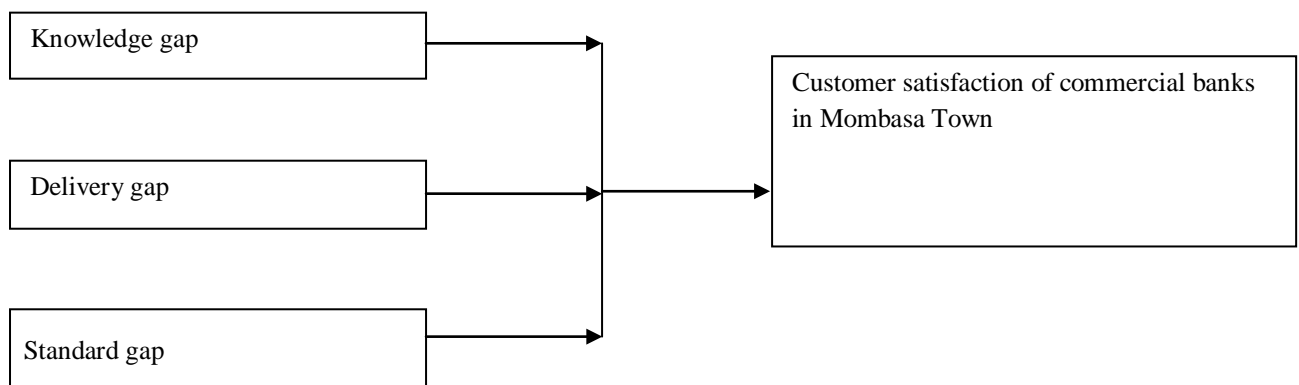 Knowledge gap
Customer satisfaction of commercial banks
in Mombasa Town
Delivery gap
Standard gap